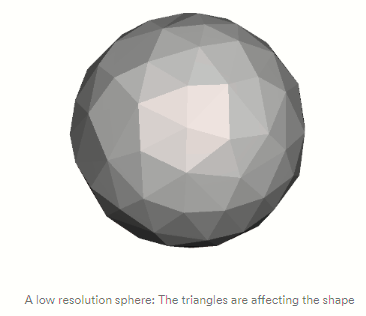 A low resolution sphere: The triangles are affecting the shape